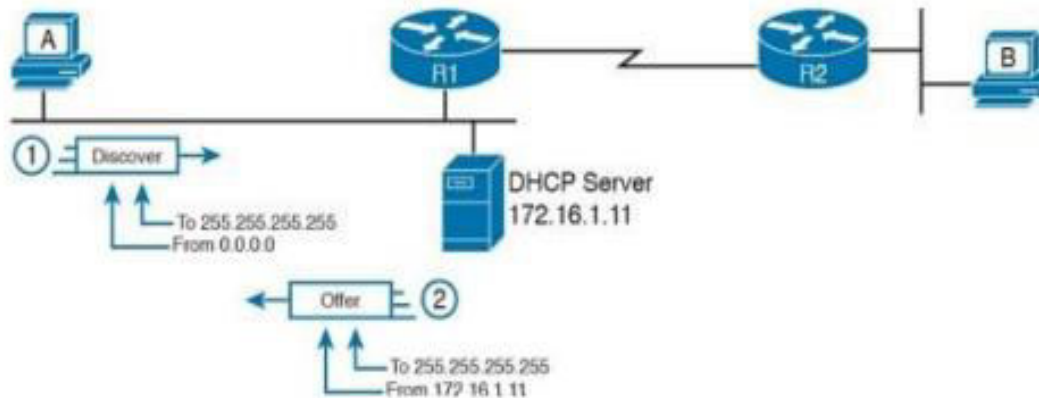 A
R1
R2
B
1
Discover
DHCP Server
172.16.1.11
To 255.255.255.255
From 0.0.0.0
Offer
2
To 255.255.255.255
From 172.16.1.11